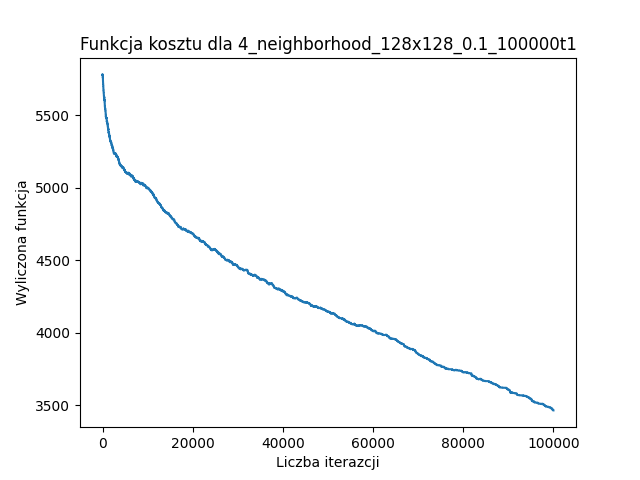 Funkcja kosztu dla 4_neighborhood_128x128_0.1_100000t1
Wyliczona funkcja
5500
5000
4500
4000
3500
0 20000 40000 60000 80000 100000
Liczba iterazcji